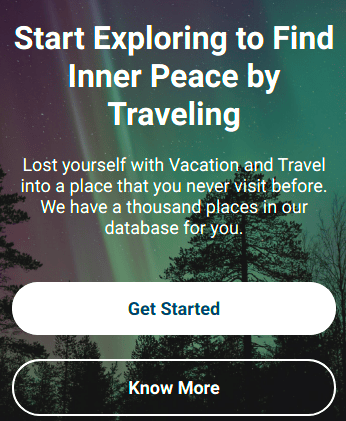 Start Exploring to Find
Inner Peace by
Traveling
Lost yourself with Vacation and Travel
into a place that you never visit before.
We have a thousand places in our
database for you.
Get Started
Know More